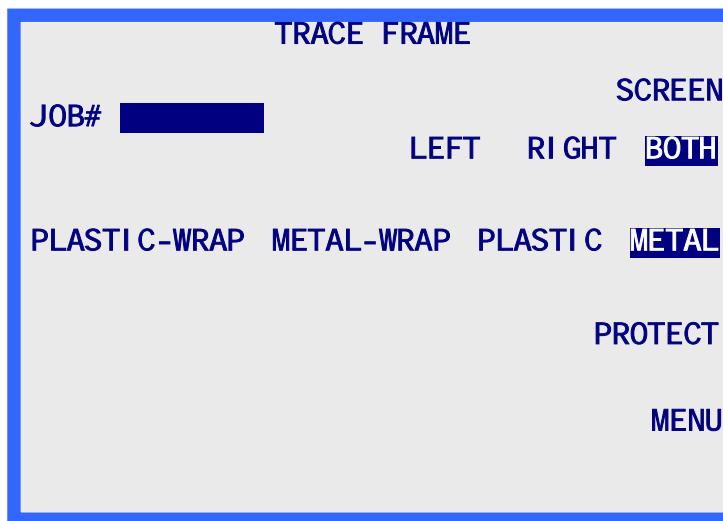 TRACE FRAME
SCREEN
JOB#
LEFT RIGHT BOTH
PLASTIC-WRAP METAL-WRAP PLASTIC METAL
PROTECT
MENU